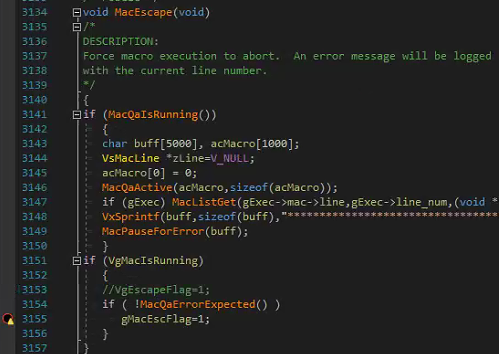 3134 void MacEscape(void)
3135 /*
3136 DESCRIPTION:
3137 Force macro execution to abort.  An error message will be logged
3138 with the current line number.
3139 */
3140 {
3141 if (MacQaIsRunning())
3142 {
3143 char buff[5000], acMacro[1000];
3144 VsMacLine *zLine=V_NULL;
3145 acMacro[0] = 0;
3146 MacQaActive(acMacro,sizeof(acMacro));
3147 if (gExec) MacListGet(gExec->mac->line,gExec->line_num,(void *
3148 VxSprintf(buff,sizeof(buff),"**********************************
3149 MacPauseForError(buff);
3150 }
3151 if (VgMacIsRunning)
3152 {
3153 //VgEscapeFlag=1;
3154 if ( !MacQaErrorExpected() )
3155 gMacEscFlag=1;
3156 }
3157 }